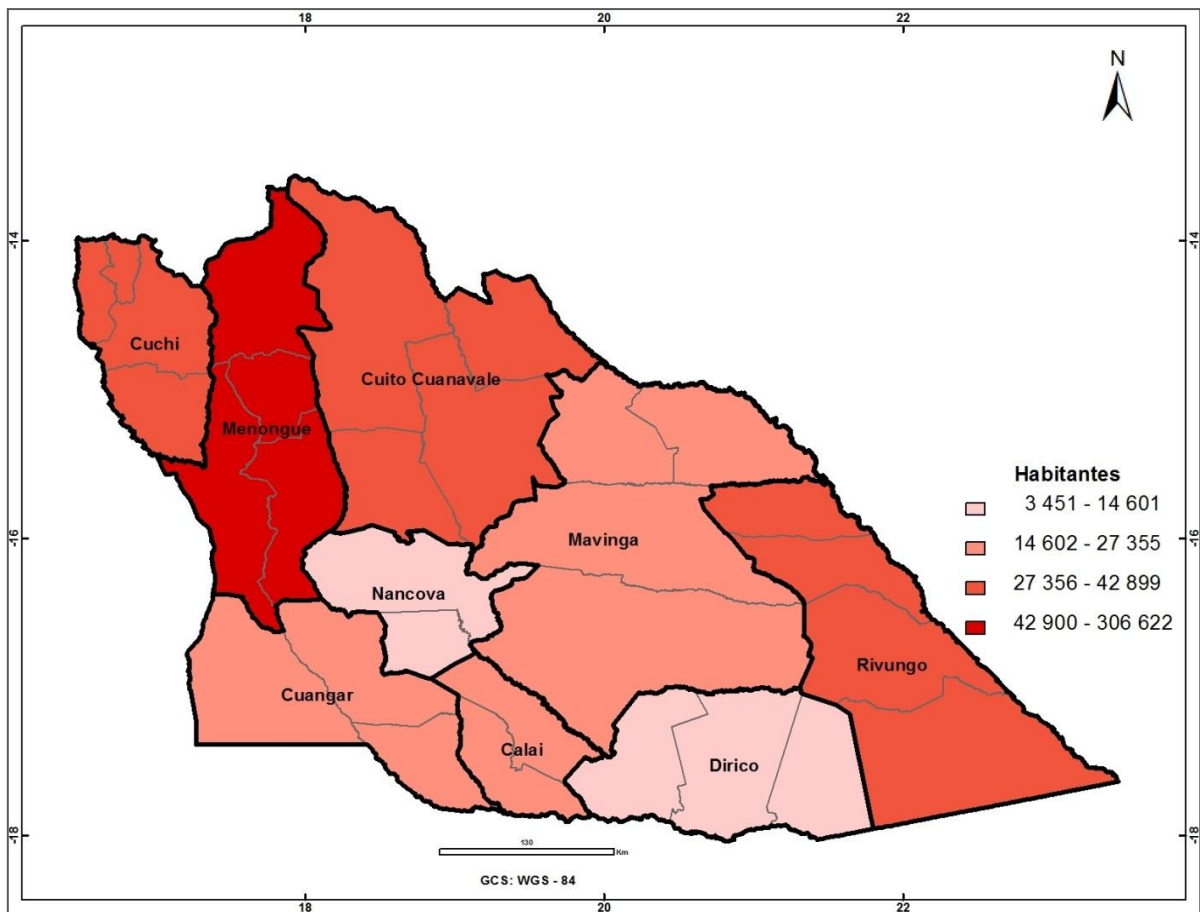 18 20 22
N
-14 -14
Cuchi
Cuito Cuanavale
Menongue
Habitantes
3 451 - 14 601
14 602 - 27 355
27 356 - 42 899
42 900 - 306 622
-16 -16
Mavinga
Nancova
Rivungo
Cuangar
Calai
Dirico
-18 -18
130
Km
GCS: WGS - 84
18 20 22